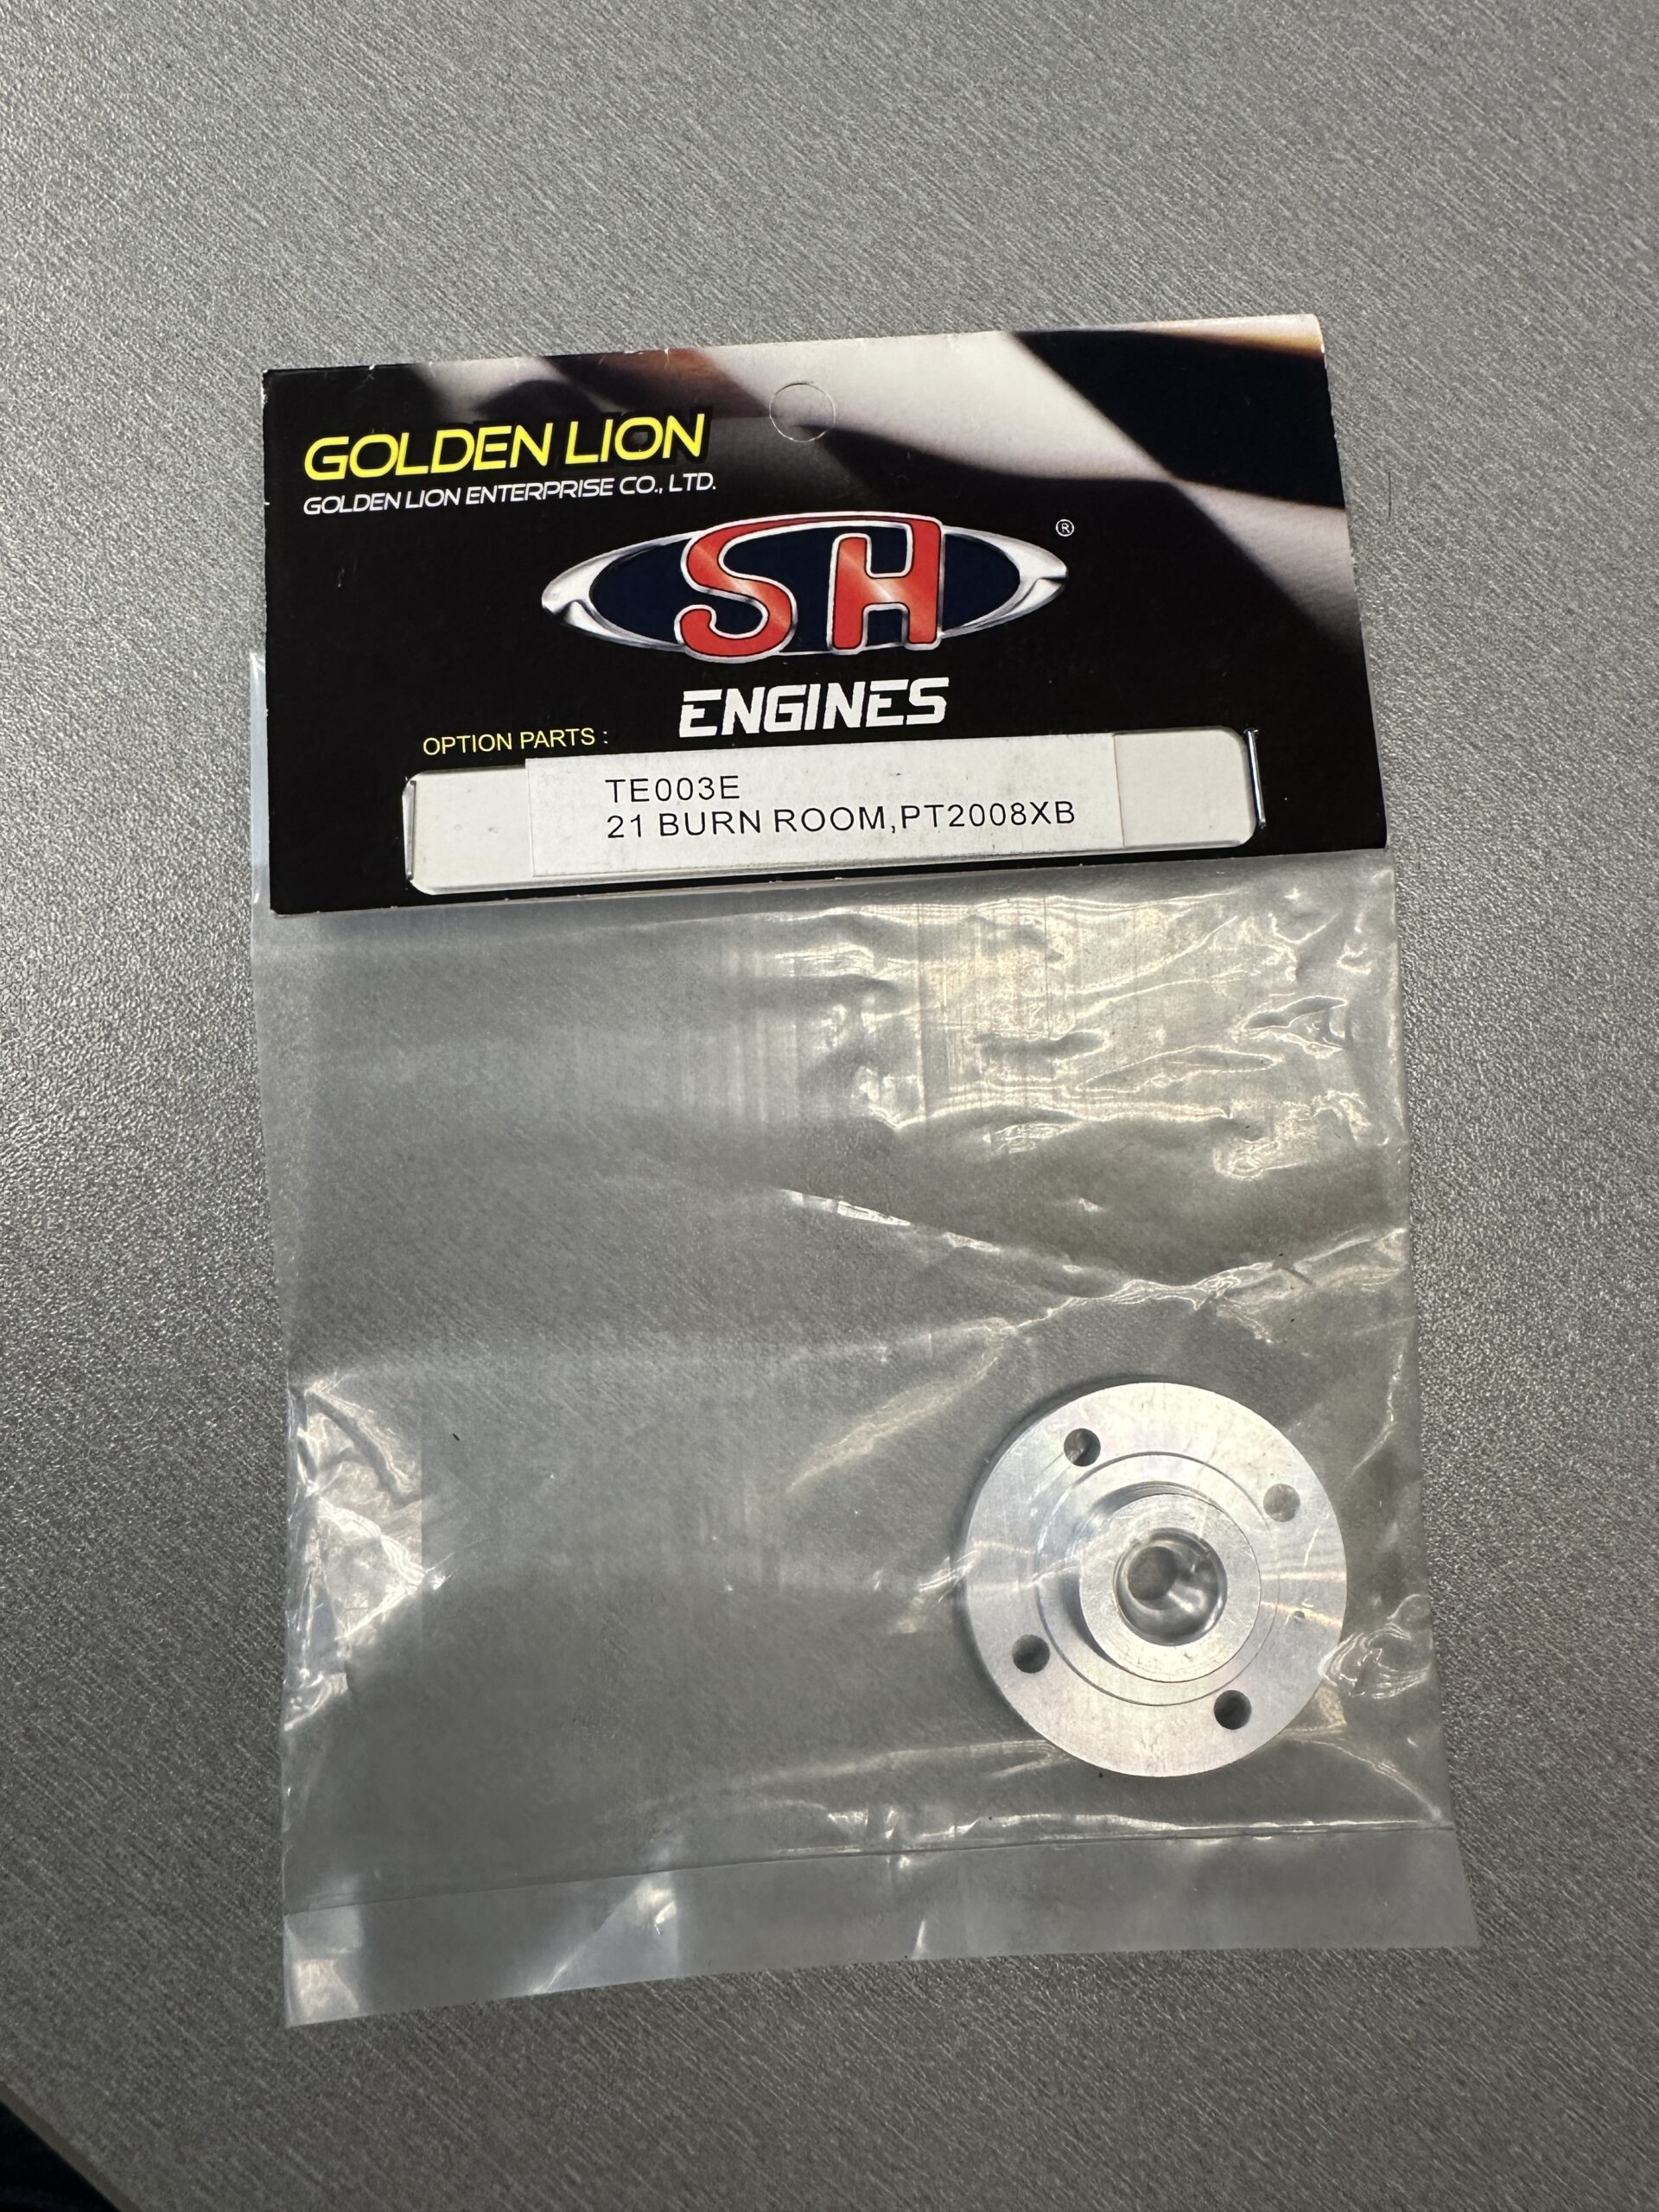 GOLDEN LION
GOLDEN LION ENTERPRISE CO., LTD.
SH
®
ENGINES
OPTION PARTS :
TE003E
21 BURN ROOM,PT2008XB